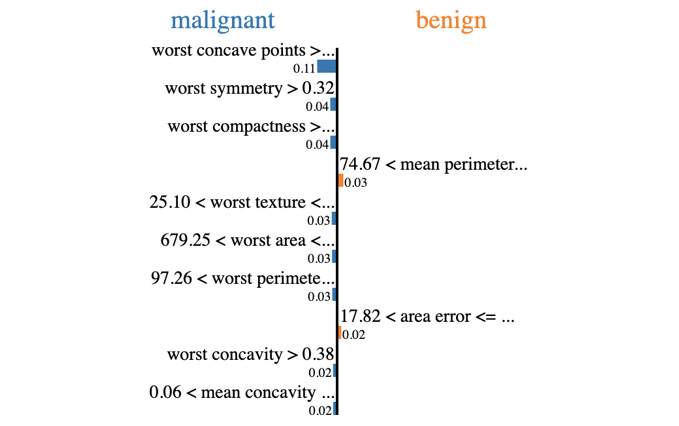 malignant benign
worst concave points >...
0.11
worst symmetry > 0.32
0.04
worst compactness >...
0.04
74.67 < mean perimeter...
0.03
25.10 < worst texture <...
0.03
679.25 < worst area <...
0.03
97.26 < worst perimete...
0.03
17.82 < area error <= ...
0.02
worst concavity > 0.38
0.02
0.06 < mean concavity ...
0.02